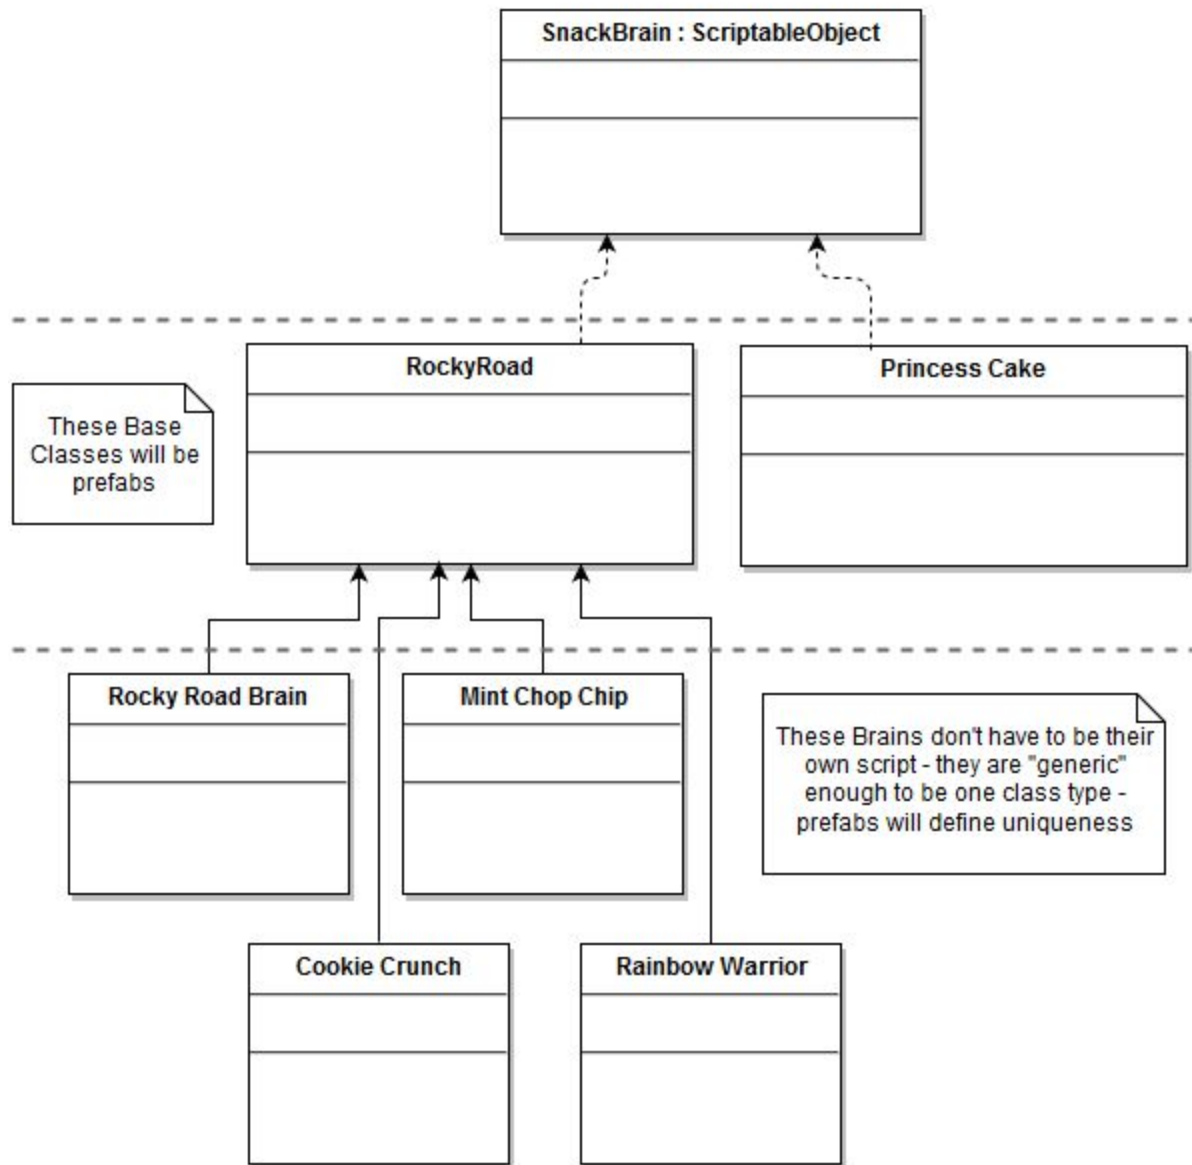 SnackBrain : ScriptableObject
RockyRoad
Princess Cake
These Base
Classes will be
prefabs
Rocky Road Brain
Mint Chop Chip
These Brains don't have to be their
own script - they are "generic"
enough to be one class type -
prefabs will define uniqueness
Cookie Crunch
Rainbow Warrior